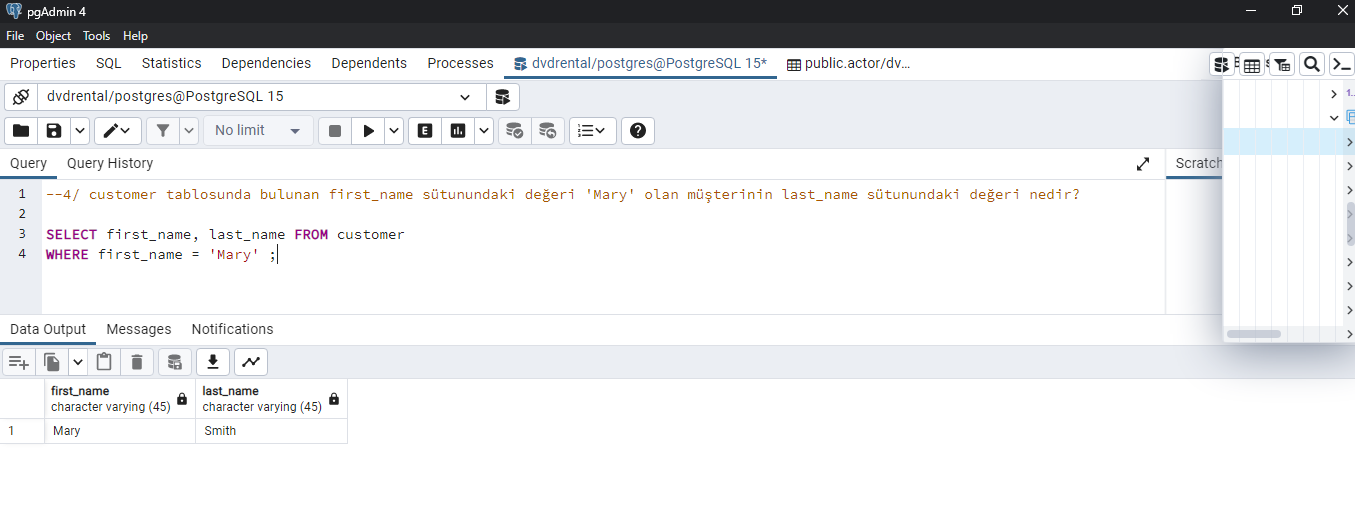 pgAdmin 4
File Object Tools Help
Properties SQL Statistics Dependencies Dependents Processes dvdrental/postgres@PostgreSQL 15* public.actor/dv...
dvdrental/postgres@PostgreSQL 15
No limit
Query Query History Scratch
1 --4/ customer tablosunda bulunan first_name sütunundaki değeri 'Mary' olan müşterinin last_name sütunundaki değeri nedir?
2
3 SELECT first_name, last_name FROM customer
4 WHERE first_name = 'Mary' ;
Data Output Messages Notifications
first_name last_name
character varying (45) character varying (45)
1 Mary Smith